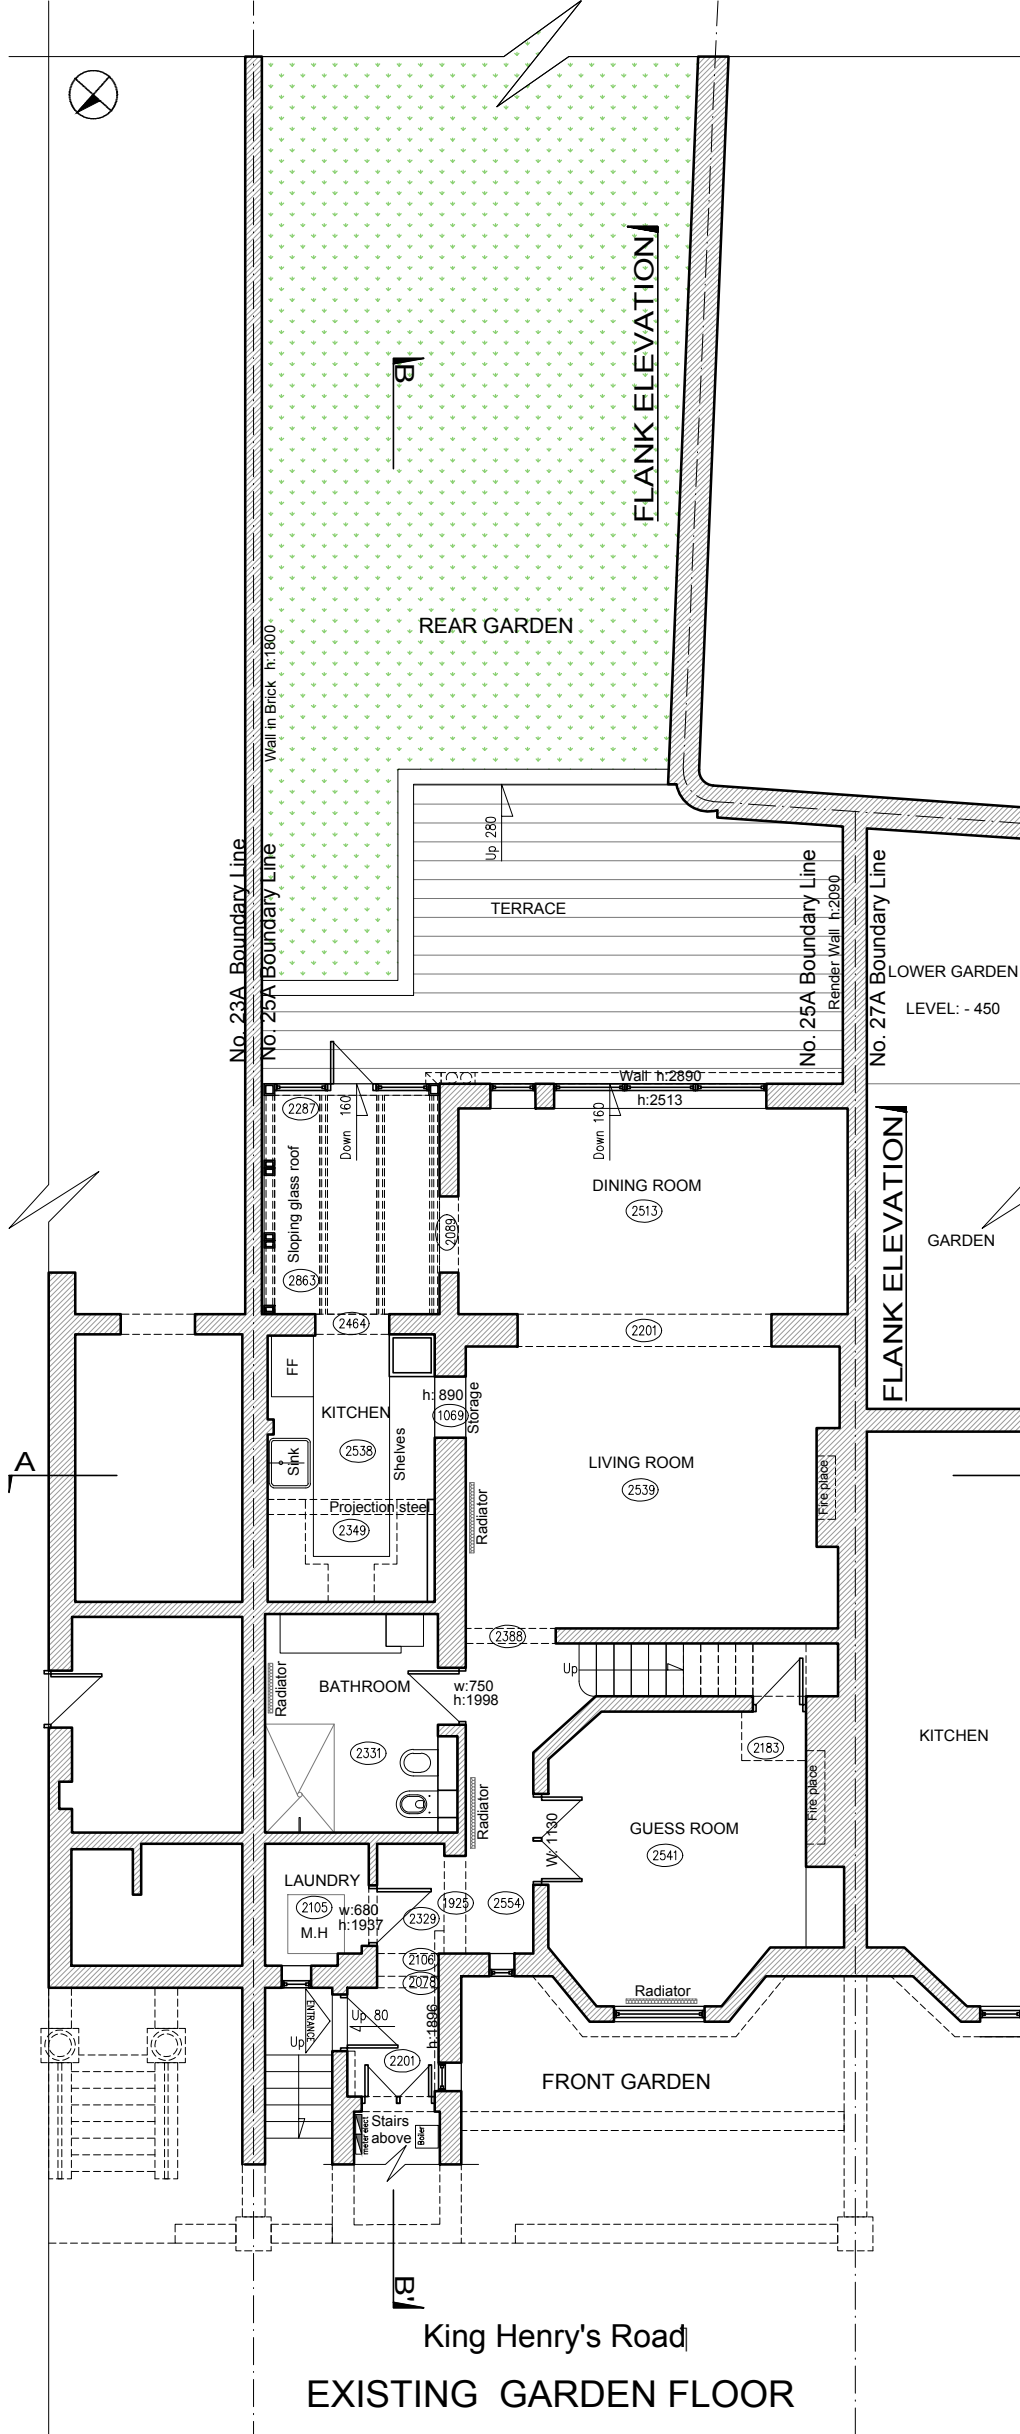 FLANK ELEVATION
B
REAR GARDEN
Wall in Brick h:1800
Up 280
TERRACE
No. 23A Boundary Line
No. 25A Boundary Line
No. 25A Boundary Line
Render Wall h:2090
No. 27A Boundary Line
LOWER GARDEN
LEVEL: - 450
Wall h:2890
h:2513
2287
Down 160
Down 160
Sloping glass roof
DINING ROOM
2513
2089
2863
FLANK ELEVATION
GARDEN
2464
2201
FF
h: 890
KITCHEN
1069
Storage
2538
Shelves
Sink
A
LIVING ROOM
2539
Fire place
Projection steel
2349
Radiator
2388
Up
Radiator
BATHROOM
w:750
h:1998
2331
2183
KITCHEN
Fire place
Radiator
W: 1130
GUESS ROOM
2541
LAUNDRY
2105
w:680
h:1937
M.H
2329
1925
2554
2106
2078
Radiator
ENTRANCE
Up
Up 80
h:1896
2201
FRONT GARDEN
Stairs
above
meter elect
Boiler
B'
King Henry's Road
EXISTING GARDEN FLOOR